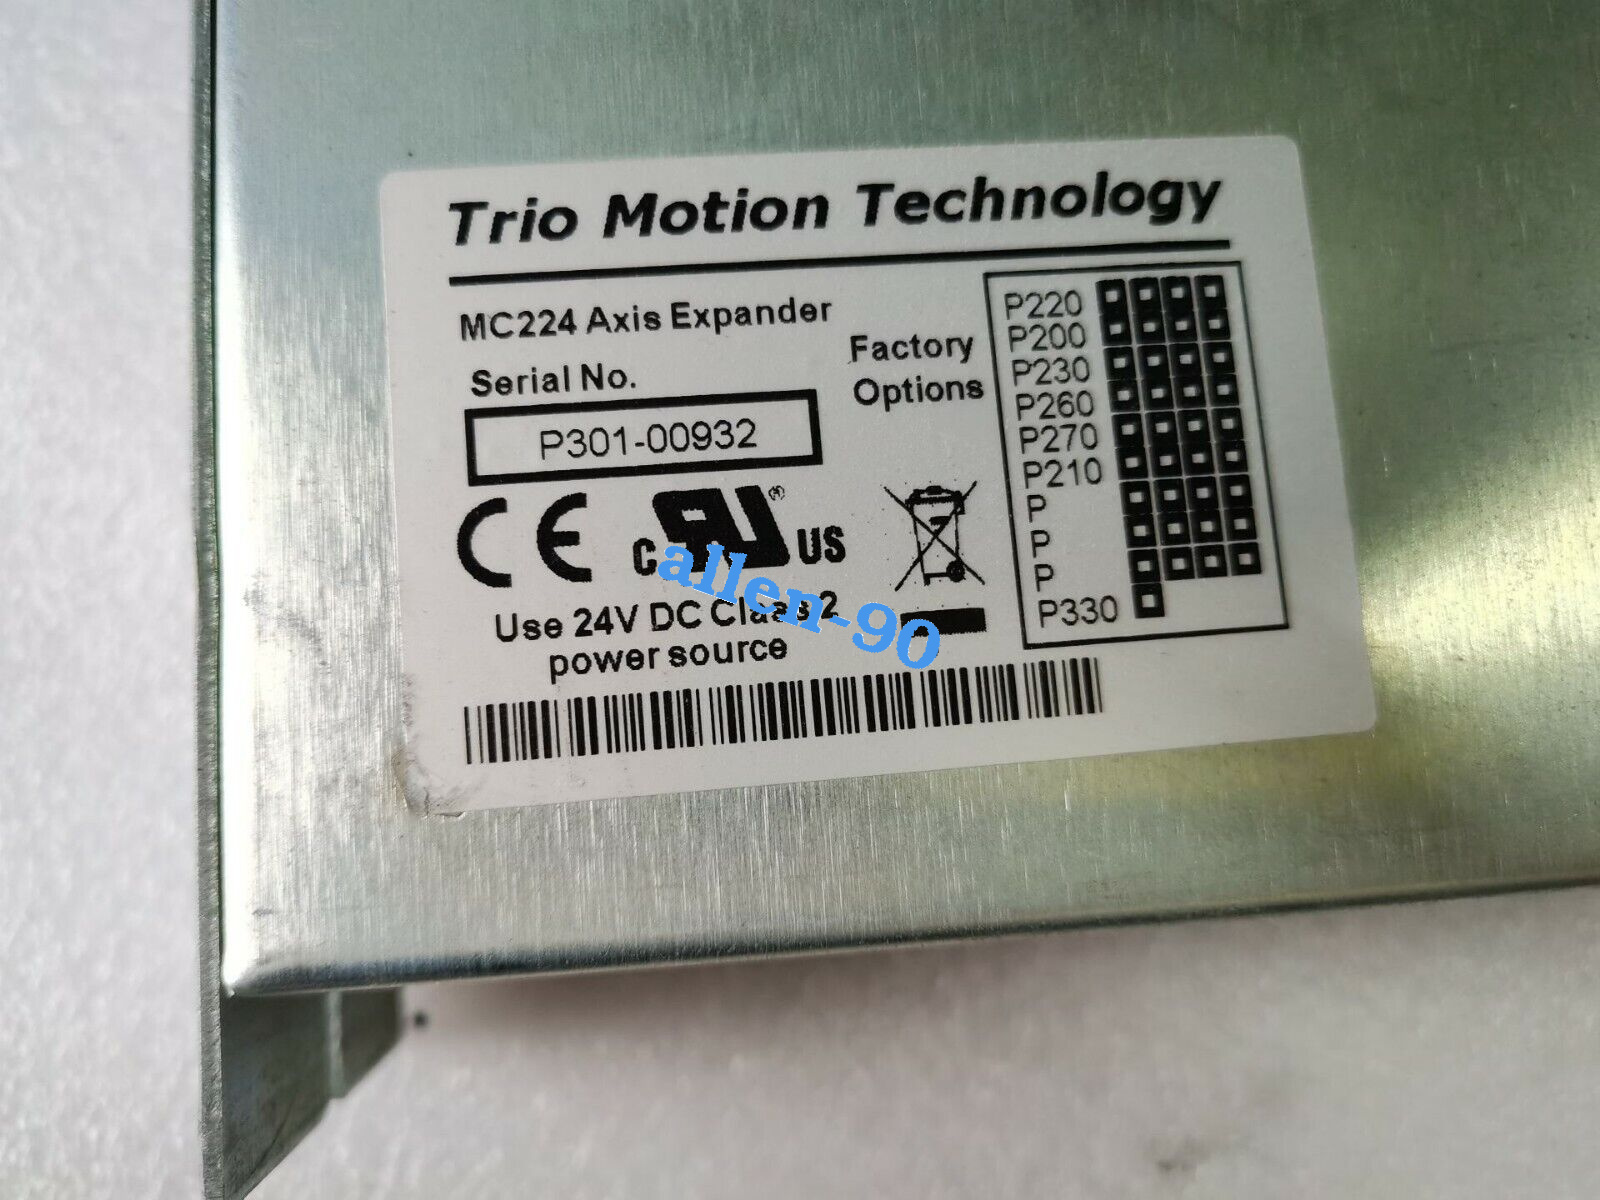 Trio Motion Technology
MC224 Axis Expander
Serial No.
P301-00932
Factory
Options
P220
P200
P230
P260
P270
P210
P
P
P
P330
CE
c RU ® US
Use 24V DC Class 2
power source
allen-90